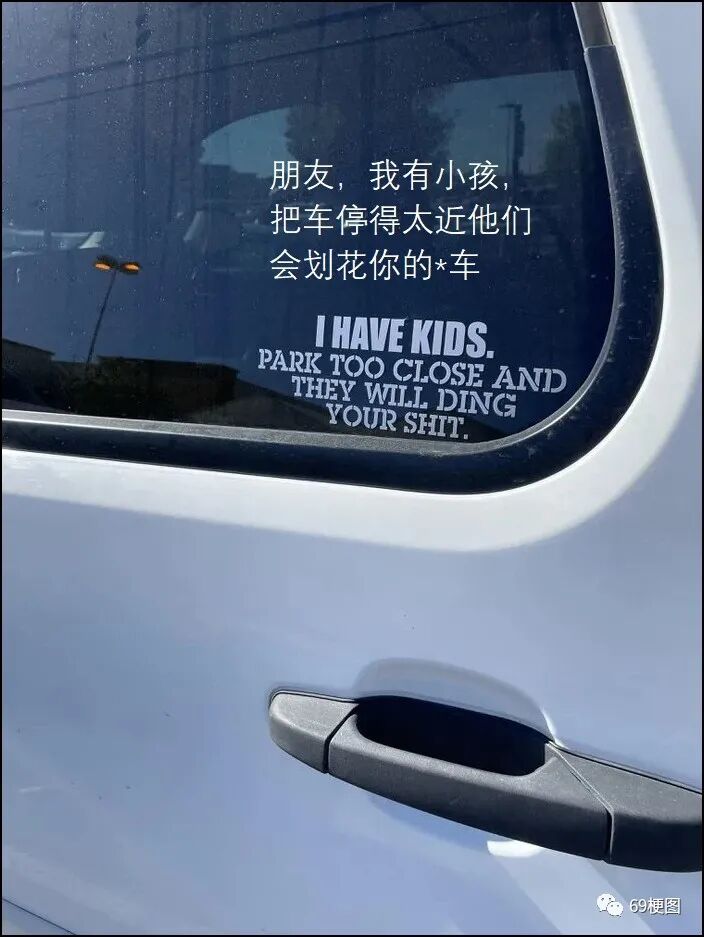 朋友，我有小孩，
把车停得太近他们
会划花你的*车
I HAVE KIDS.
PARK TOO CLOSE AND
THEY WILL DING
YOUR SHIT.
69梗图